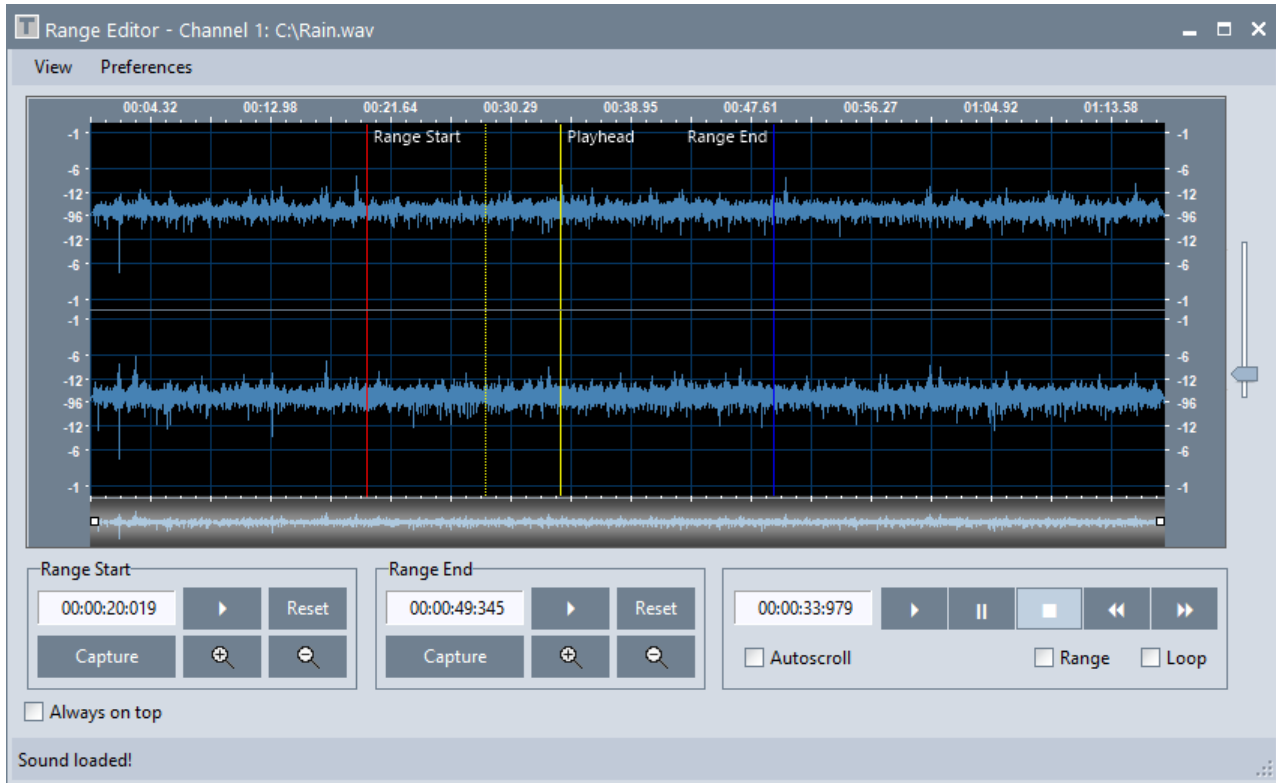 T Range Editor - Channel 1: C:\Rain.wav
View Preferences
00:04.32 00:12.98 00:21.64 00:30.29 00:38.95 00:47.61 00:56.27 01:04.92 01:13.58
-1 Range Start Playhead Range End -1
-6 -6
-12 -12
-96 -96
-12 -12
-6 -6
-1 -1
-1 -1
-6 -6
-12 -12
-96 -96
-12 -12
-6 -6
-1 -1
Range Start Range End
00:00:20:019 Reset 00:00:49:345 Reset 00:00:33:979
Capture Capture Autoscroll Range Loop
Always on top
Sound loaded!